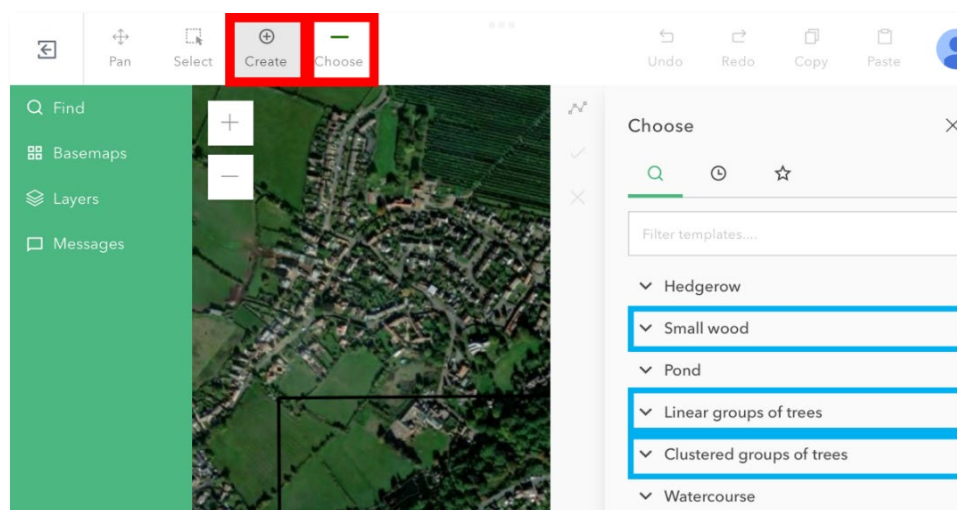 Pan Select Create Choose Undo Redo Copy Paste
Find
Basemaps
Layers
Messages
Choose
Filter templates....
Hedgerow
Small wood
Pond
Linear groups of trees
Clustered groups of trees
Watercourse